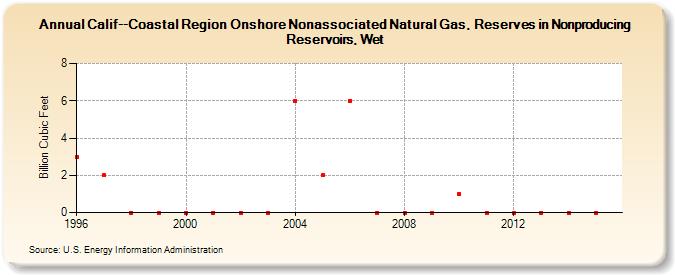 Annual Calif--Coastal Region Onshore Nonassociated Natural Gas, Reserves in Nonproducing
Reservoirs, Wet
Billion Cubic Feet
8
6
4
2
0
1996
2000
2004
2008
2012
Source: U.S. Energy Information Administration